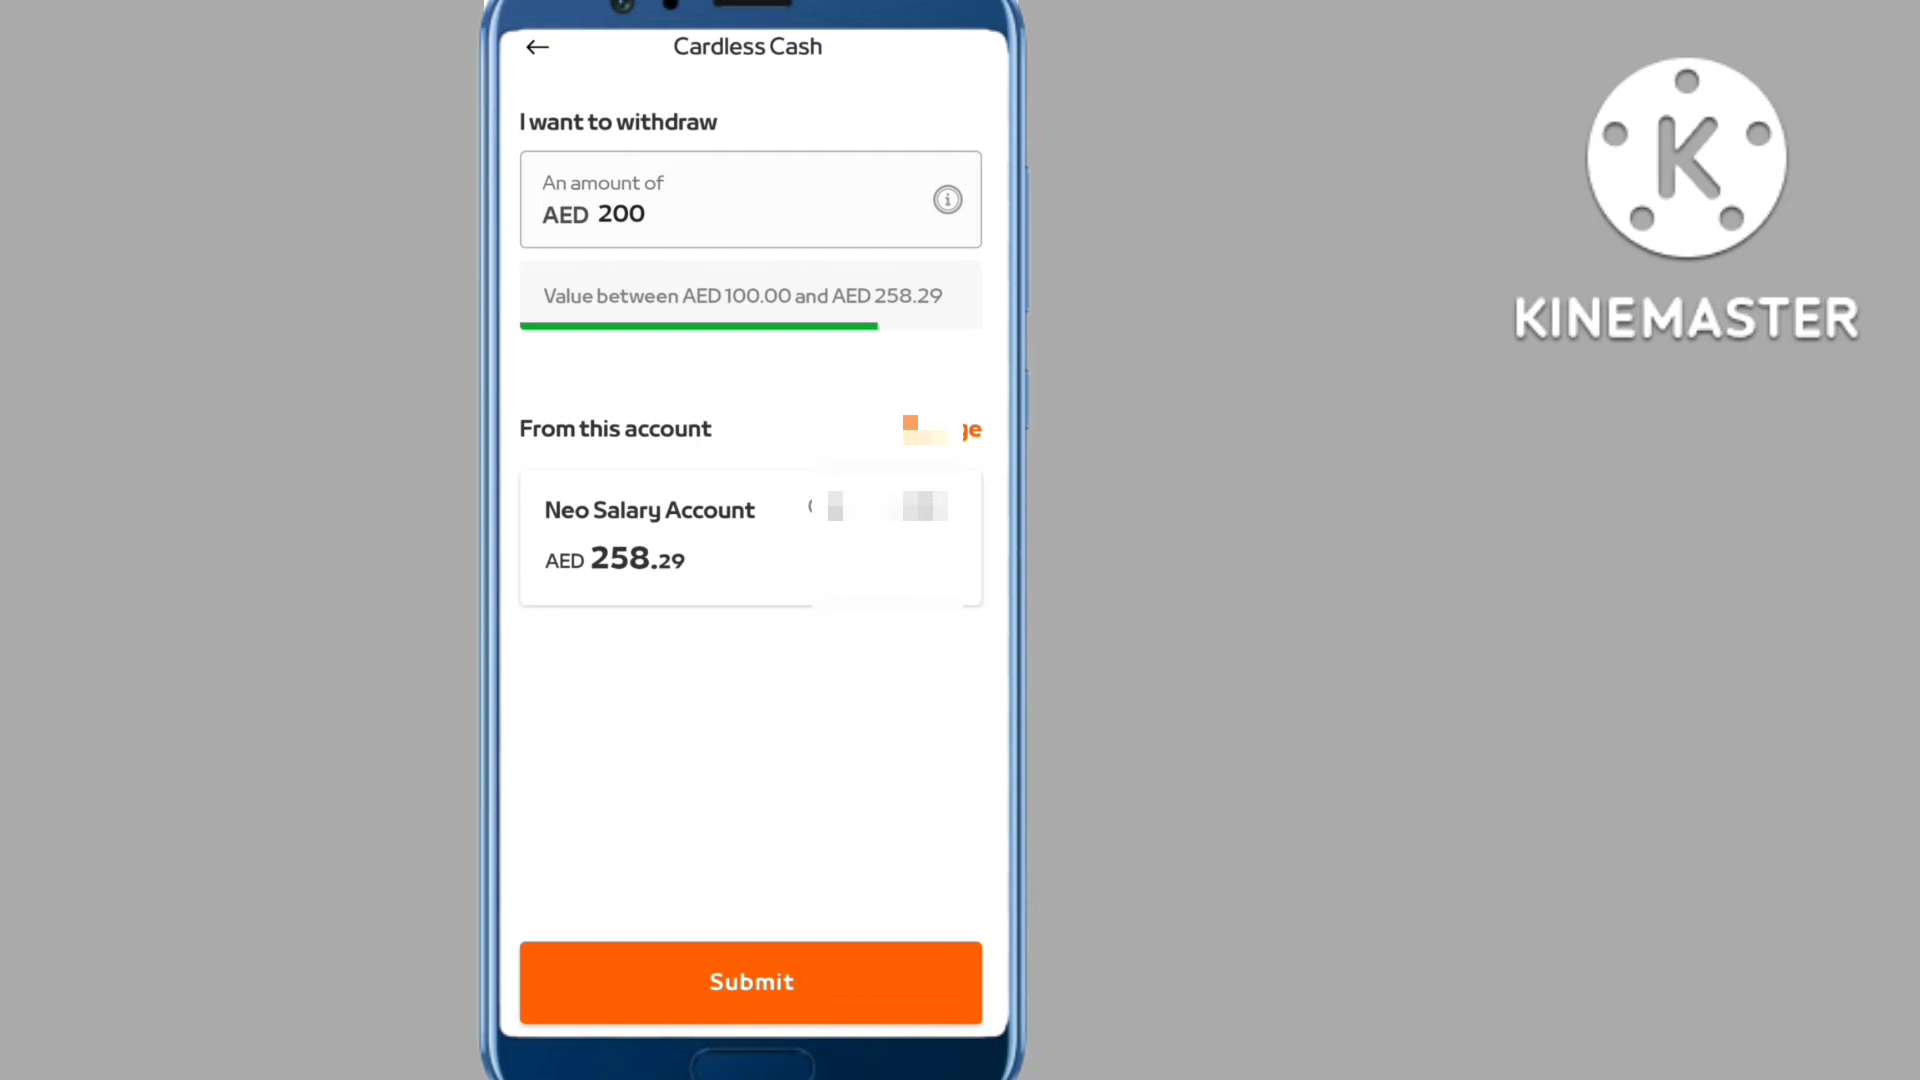 Cardless Cash
I want to withdraw
An amount of
AED 200
Value between AED 100.00 and AED 258.29
From this account
Neo Salary Account
AED 258.29
Submit
K
KINEMASTER